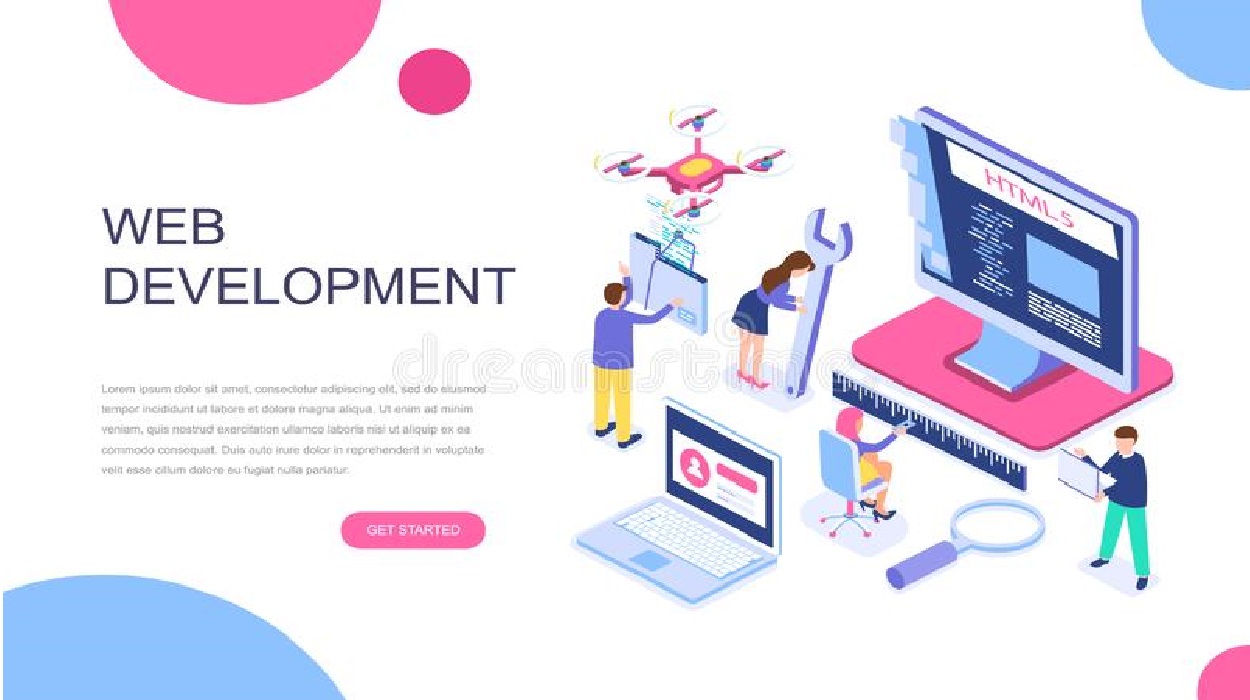 WEB
DEVELOPMENT
Lorem ipsum dolor sit amet, consectetur adipisicing elit, sed do eiusmod
tempor incididunt ut labore et dolore magna aliqua. Ut enim ad minim
veniam, quis nostrud exercitation ullamco laboris nisl ut aliquip ex ea
commodo consequat. Duis aute irure dolor in reprehenderit in voluptate
velit esse cillum dolore eu fugiat nulla pariatur.
GET STARTED
HTML5
dreamstime